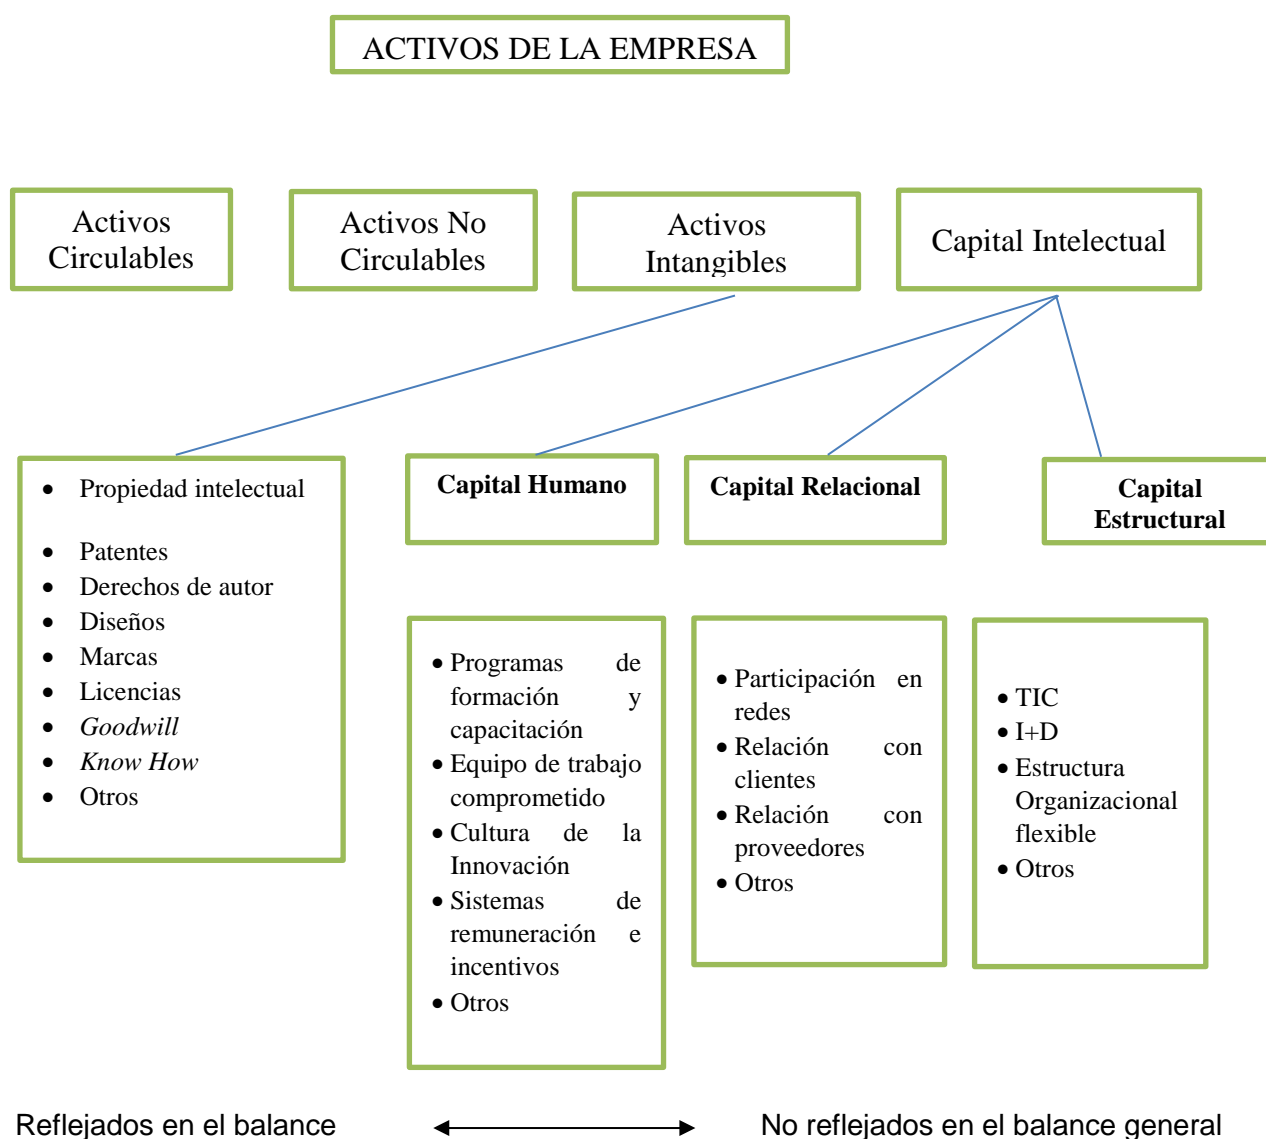 ACTIVOS DE LA EMPRESA
Activos
Circulables
Activos No
Circulables
Activos
Intangibles
Capital Intelectual
• Propiedad intelectual
• Patentes
• Derechos de autor
• Diseños
• Marcas
• Licencias
• Goodwill
• Know How
• Otros
Capital Humano
Capital Relacional
Capital
Estructural
• Programas de
formación y
capacitación
• Equipo de trabajo
comprometido
• Cultura de la
Innovación
• Sistemas de
remuneración e
incentivos
• Otros
• Participación en
redes
• Relación con
clientes
• Relación con
proveedores
• Otros
• TIC
• I+D
• Estructura
Organizacional
flexible
• Otros
Reflejados en el balance
No reflejados en el balance general